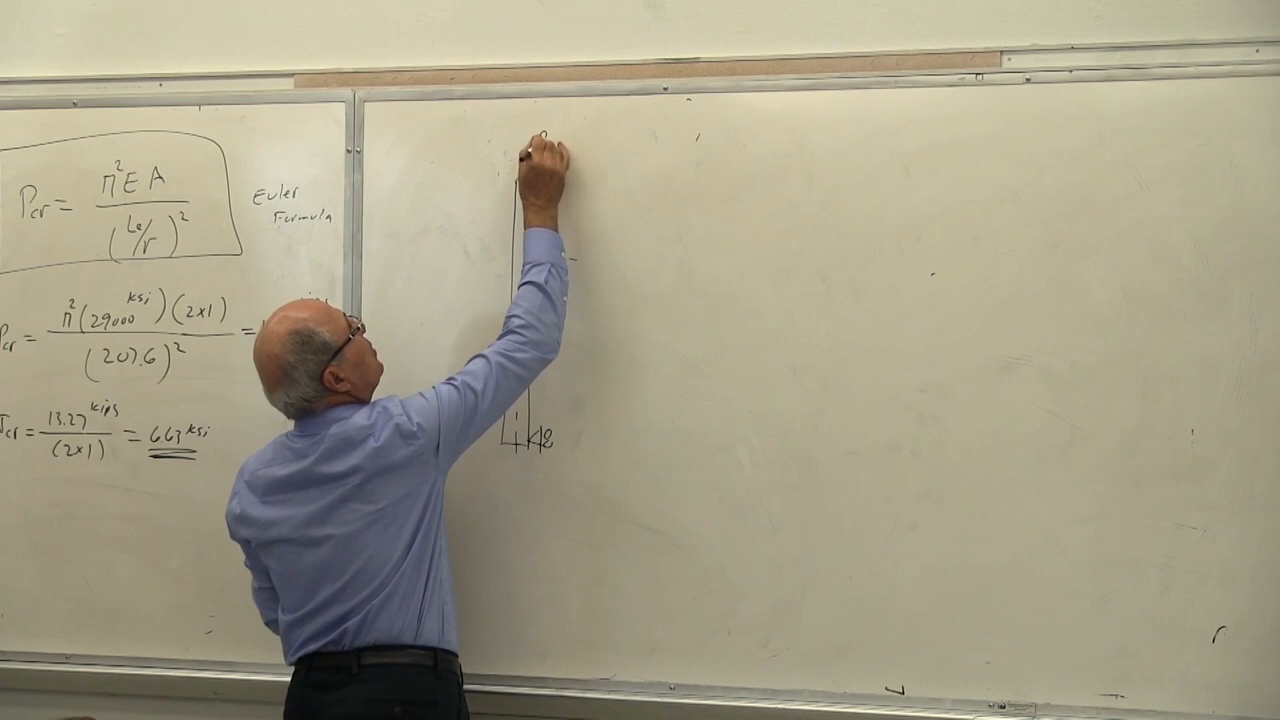 Pcr = π²EA / (Le/r)²
Euler
Formula
Pcr = π²(29000 ksi)(2x1) / (207.6)² =
σcr = 13.27 kips / (2x1) = 6.63 ksi
2